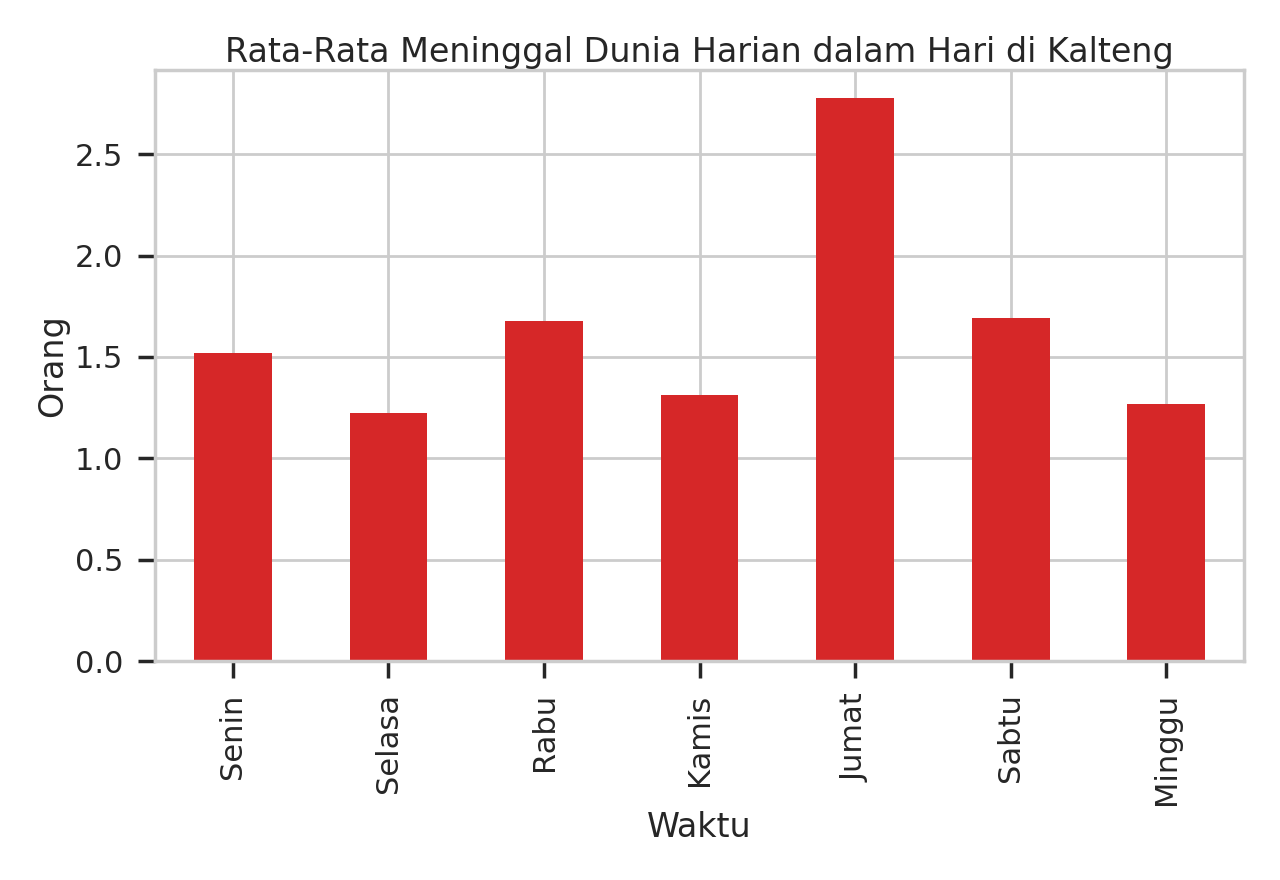 Rata-Rata Meninggal Dunia Harian dalam Hari di Kalteng
2.5
2.0
1.5
1.0
0.5
0.0
Orang
Senin
Selasa
Rabu
Kamis
Jumat
Sabtu
Minggu
Waktu